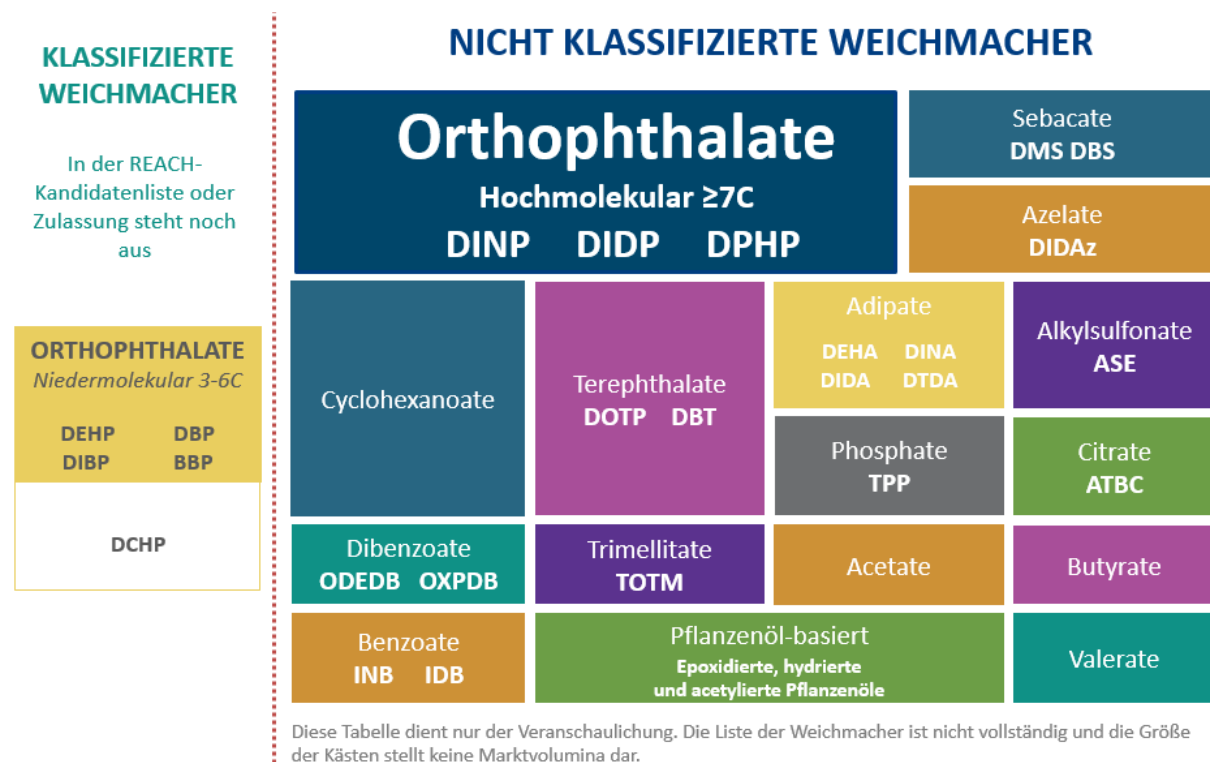 KLASSIFIZIERTE
WEICHMACHER
In der REACH-
Kandidatenliste oder
Zulassung steht noch
aus
ORTHOPHTHALATE
Niedermolekular 3-6C
DEHP DBP
DIBP BBP
DCHP
NICHT KLASSIFIZIERTE WEICHMACHER
Orthophthalate
Hochmolekular ≥7C
DINP DIDP DPHP
Sebacate
DMS DBS
Azelate
DIDAz
Cyclohexanoate
Terephthalate
DOTP DBT
Adipate
DEHA DINA
DIDA DTDA
Alkylsulfonate
ASE
Phosphate
TPP
Citrate
ATBC
Dibenzoate
ODEDB OXPDB
Trimellitate
TOTM
Acetate
Butyrate
Benzoate
INB IDB
Pflanzenöl-basiert
Epoxidierte, hydrierte
und acetylierte Pflanzenöle
Valerate
Diese Tabelle dient nur der Veranschaulichung. Die Liste der Weichmacher ist nicht vollständig und die Größe
der Kästen stellt keine Marktvolumina dar.